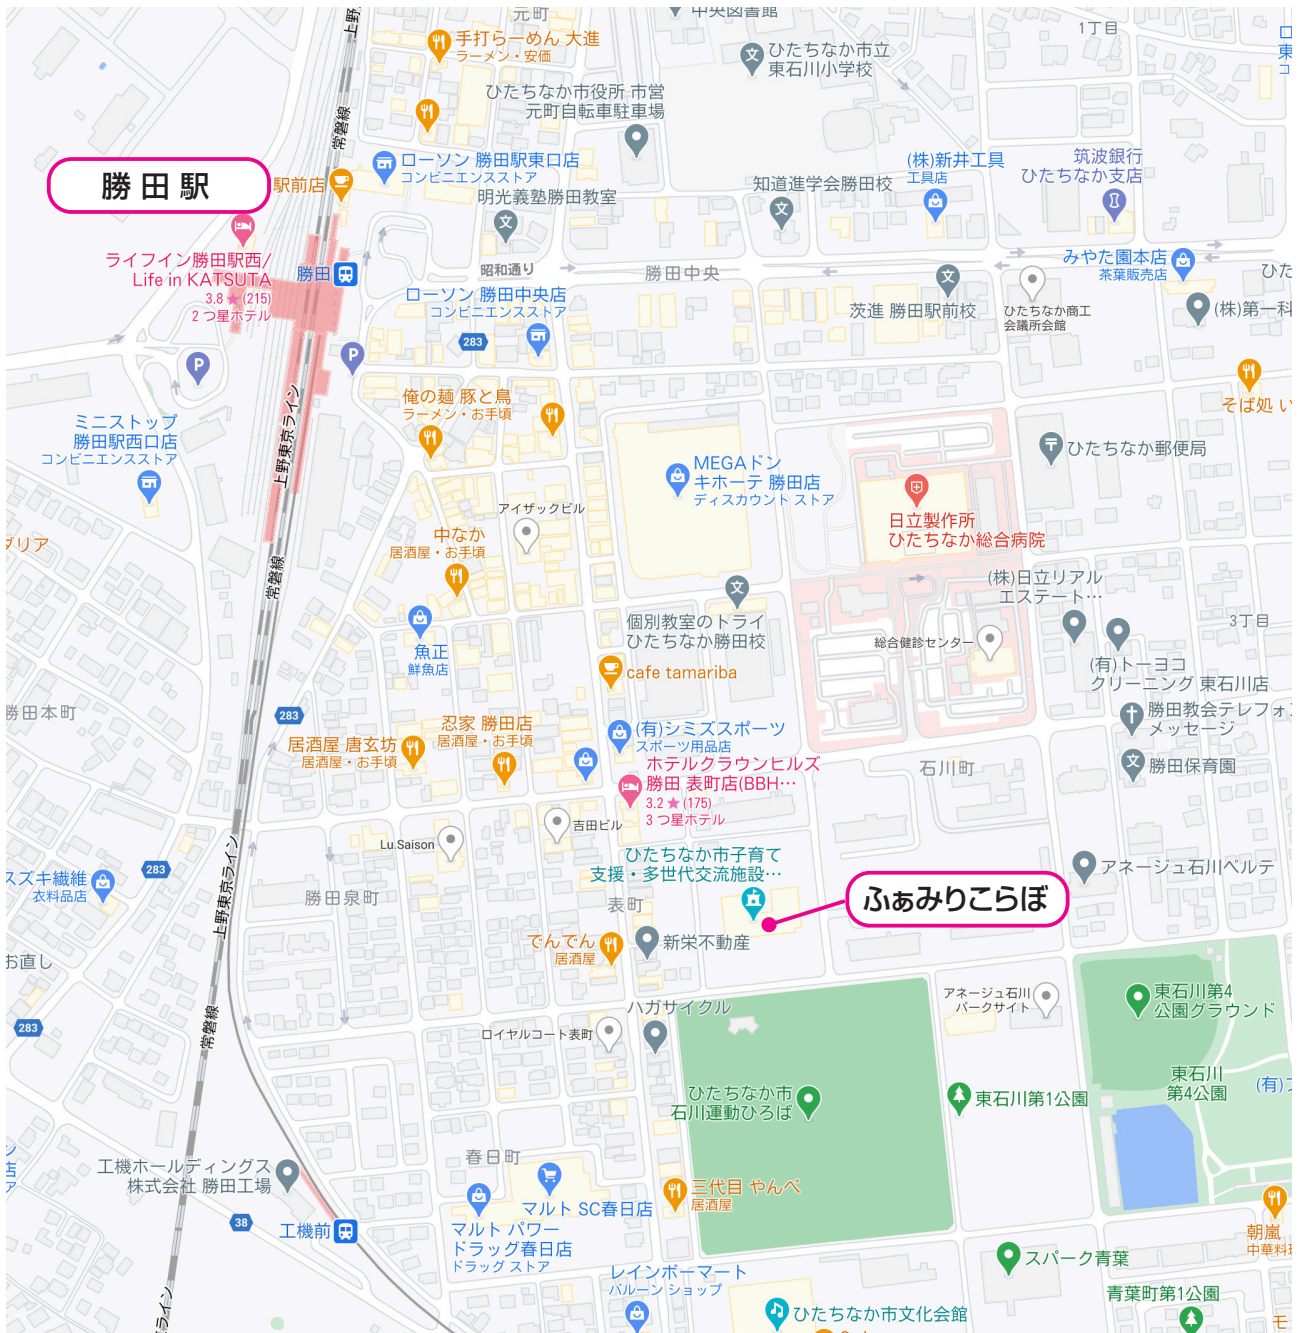 元町
中央図書館
1丁目
手打らーめん 大進
ラーメン・安価
ひたちなか市立
東石川小学校
ひたちなか市役所 市営
元町自転車駐車場
上野
常磐線
勝田駅
駅前店
ローソン 勝田駅東口店
コンビニエンスストア
明光義塾勝田教室
知道進学会勝田校
(株)新井工具
工具店
筑波銀行
ひたちなか支店
ライフイン勝田駅西/
Life in KATSUTA
3.8 ★ (215)
2 つ星ホテル
勝田
昭和通り
勝田中央
みやた園本店
茶葉販売店
ひた
ローソン 勝田中央店
コンビニエンスストア
茨進 勝田駅前校
ひたちなか商工
会議所会館
(株)第一科
283
P
P
俺の麺 豚と鳥
ラーメン・お手頃
そば処 い
ミニストップ
勝田駅西口店
コンビニエンスストア
上野東京ライン
MEGAドン
キホーテ 勝田店
ディスカウント ストア
ひたちなか郵便局
日立製作所
ひたちなか総合病院
アイザックビル
中なか
居酒屋・お手頃
ダリア
常磐線
(株)日立リアル
エステート…
個別教室のトライ
ひたちなか勝田校
総合健診センター
3丁目
魚正
鮮魚店
cafe tamariba
(有)トーヨコ
クリーニング 東石川店
勝田本町
283
勝田教会テレフォン
メッセージ
居酒屋 唐玄坊
居酒屋・お手頃
忍家 勝田店
居酒屋・お手頃
(有)シミズスポーツ
スポーツ用品店
ホテルクラウンヒルズ
勝田 表町店(BBH…
3.2 ★ (175)
3 つ星ホテル
石川町
勝田保育園
吉田ビル
Lu.Saison
ひたちなか市子育て
支援・多世代交流施設…
アネージュ石川ベルテ
283
スズキ繊維
衣料品店
上野東京ライン
勝田泉町
表町
ふぁみりこらぼ
でんでん
居酒屋
新栄不動産
お直し
283
常磐線
ハガサイクル
ロイヤルコート表町
アネージュ石川
パークサイト
東石川第4
公園グラウンド
ひたちなか市
石川運動ひろば
東石川第1公園
東石川
第4公園
春日町
工機ホールディングス
株式会社 勝田工場
38
工機前
マルト SC春日店
マルト パワー
ドラッグ春日店
ドラッグ ストア
三代目 やんべ
居酒屋
朝嵐
中華料理
スパーク青葉
レインボーマート
バルーン ショップ
青葉町第1公園
ひたちなか市文化会館
ライン